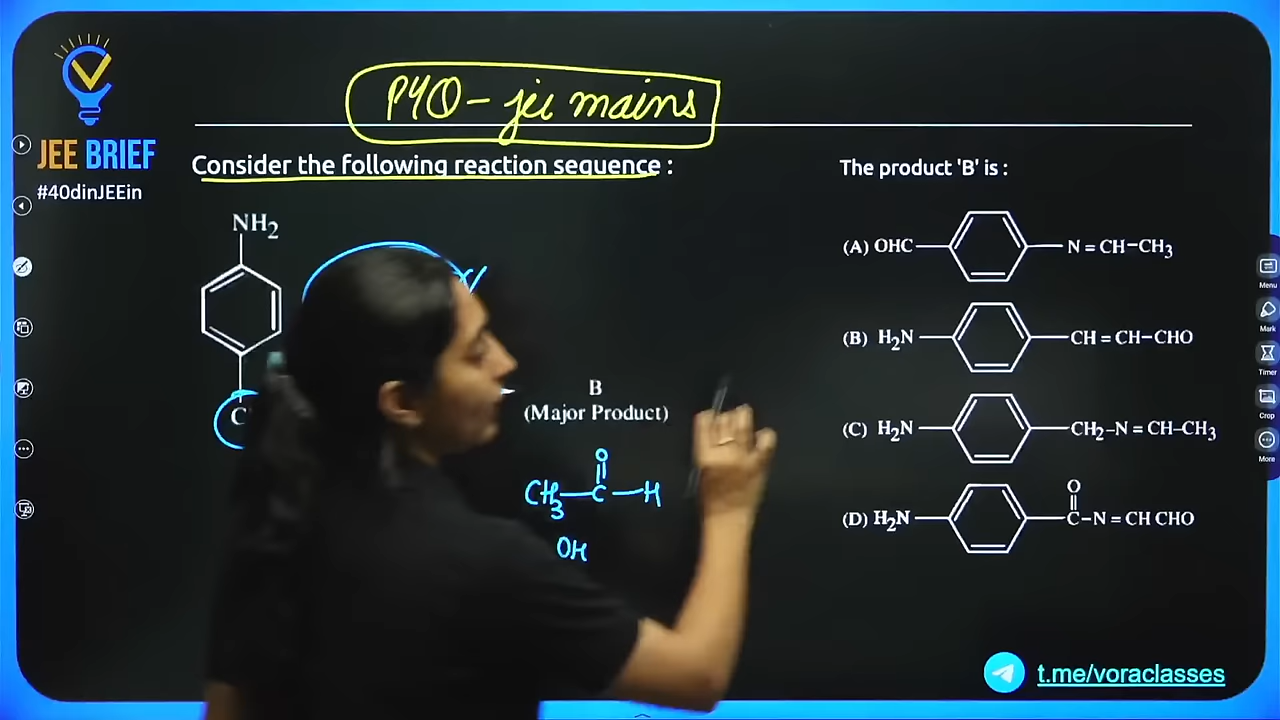 PYQ - jee mains
JEE BRIEF
#40dinJEEin
Consider the following reaction sequence :
NH2
C
B
(Major Product)
O
CH3—C—H
OH
The product 'B' is :
(A) OHC N = CH–CH3
(B) H2N CH = CH–CHO
(C) H2N CH2–N = CH–CH3
O
(D) H2N C–N = CH CHO
t.me/voraclasses
Menu
Mark
Timer
Crop
More